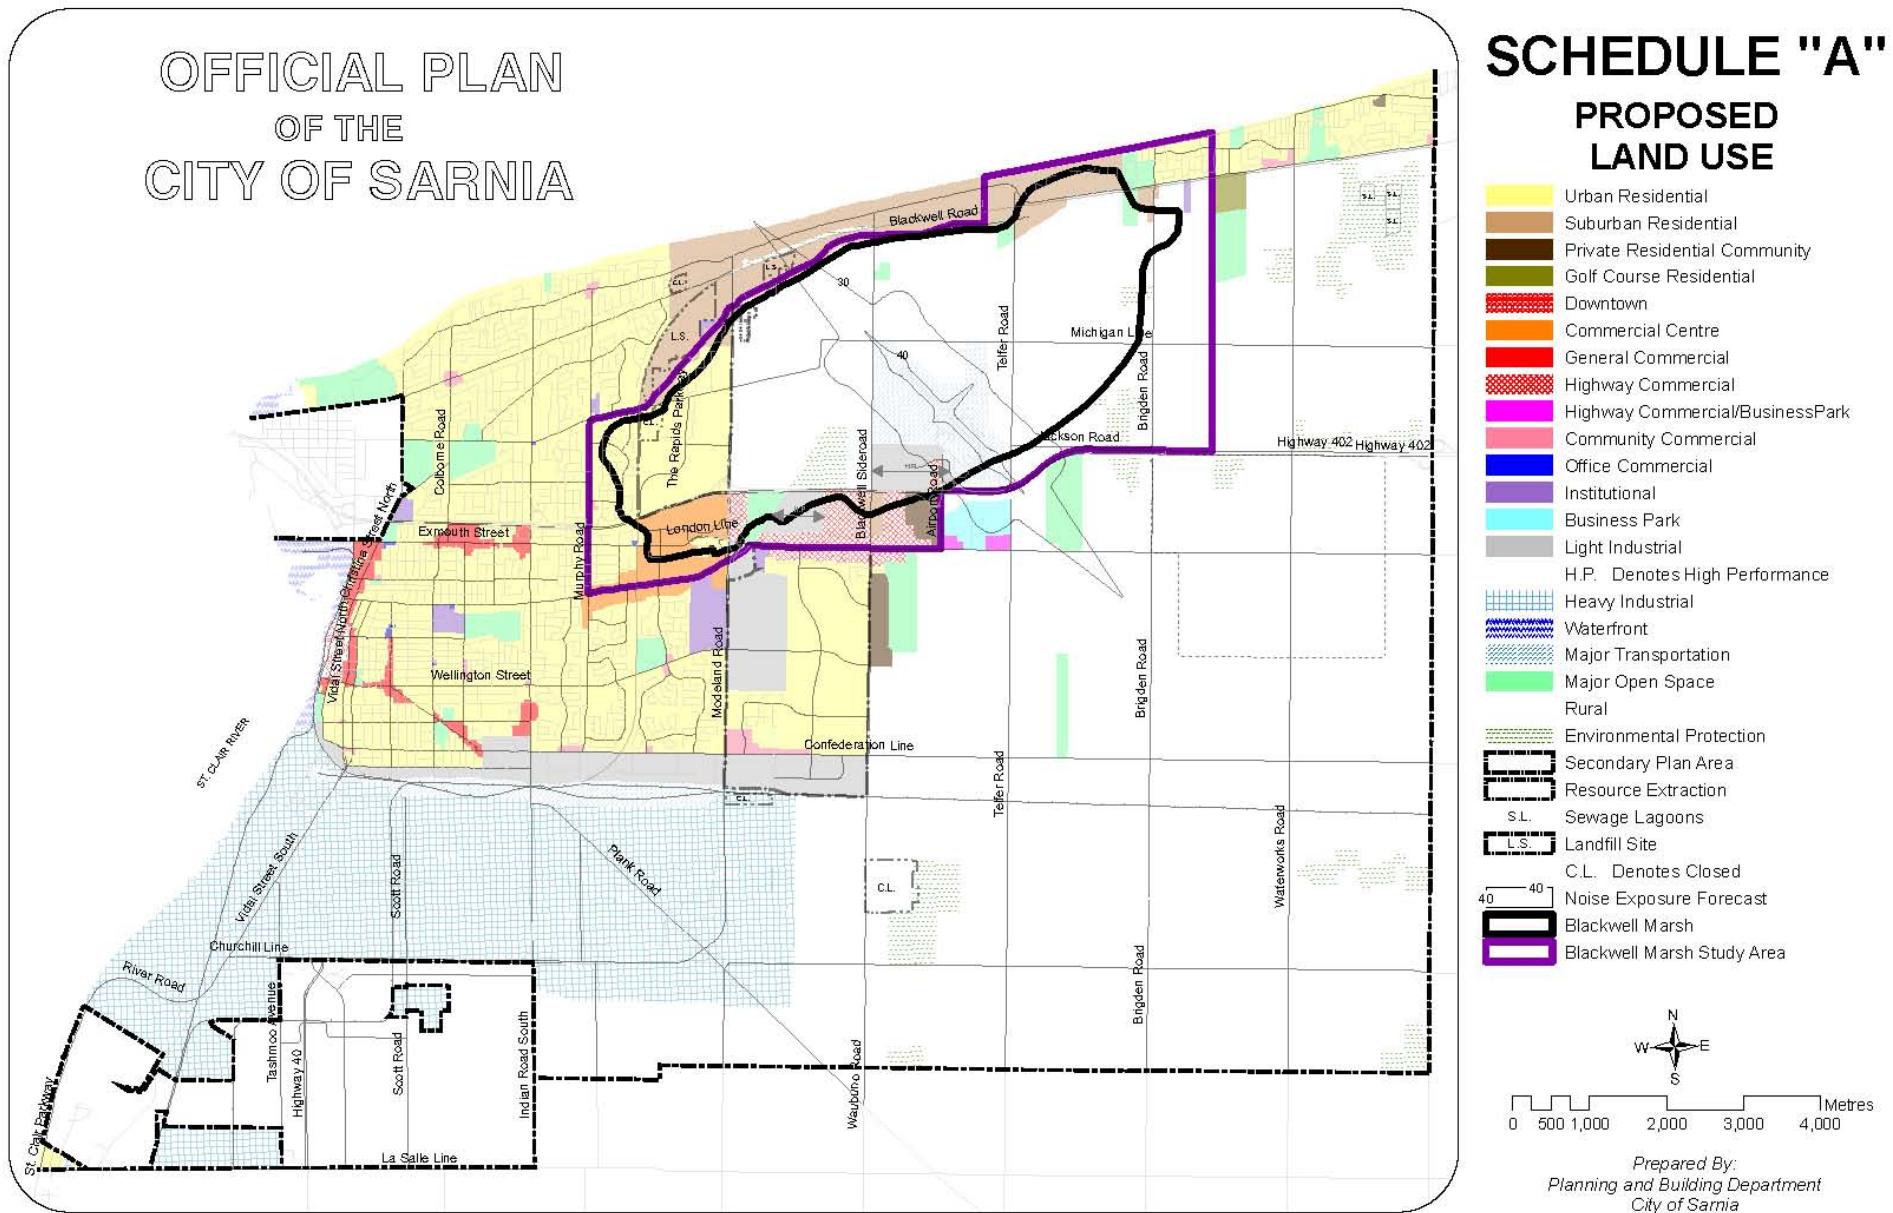 OFFICIAL PLAN
OF THE
CITY OF SARNIA
SCHEDULE "A"
PROPOSED
LAND USE
Urban Residential
Suburban Residential
Private Residential Community
Golf Course Residential
Downtown
Commercial Centre
General Commercial
Highway Commercial
Highway Commercial/BusinessPark
Community Commercial
Office Commercial
Institutional
Business Park
Light Industrial
H.P. Denotes High Performance
Heavy Industrial
Waterfront
Major Transportation
Major Open Space
Rural
Environmental Protection
Secondary Plan Area
Resource Extraction
S.L. Sewage Lagoons
L.S. Landfill Site
C.L. Denotes Closed
40 40 Noise Exposure Forecast
Blackwell Marsh
Blackwell Marsh Study Area
N
W E
S
Metres
0 500 1,000 2,000 3,000 4,000
Prepared By:
Planning and Building Department
City of Sarnia
Blackwell Road
S.L.
S.L.
S.L.
L.S.
C.L.
30
L.S.
Telfer Road
Michigan Line
40
Brigden Road
The Rapids Parkway
C.L.
Colborne Road
Blackwell Sideroad
Jackson Road
Highway 402
Highway 402
Airport Road
London Line
Exmouth Street
Murphy Road
Vidal Street North
Christina Street North
Wellington Street
Modeland Road
Brigden Road
ST. CLAIR RIVER
Confederation Line
Telfer Road
C.L.
Plank Road
Waterworks Road
Vidal Street South
Scott Road
C.L.
Churchill Line
River Road
Tashmoo Avenue
Brigden Road
Highway 40
Scott Road
Indian Road South
Waubuno Road
St. Clair Parkway
La Salle Line